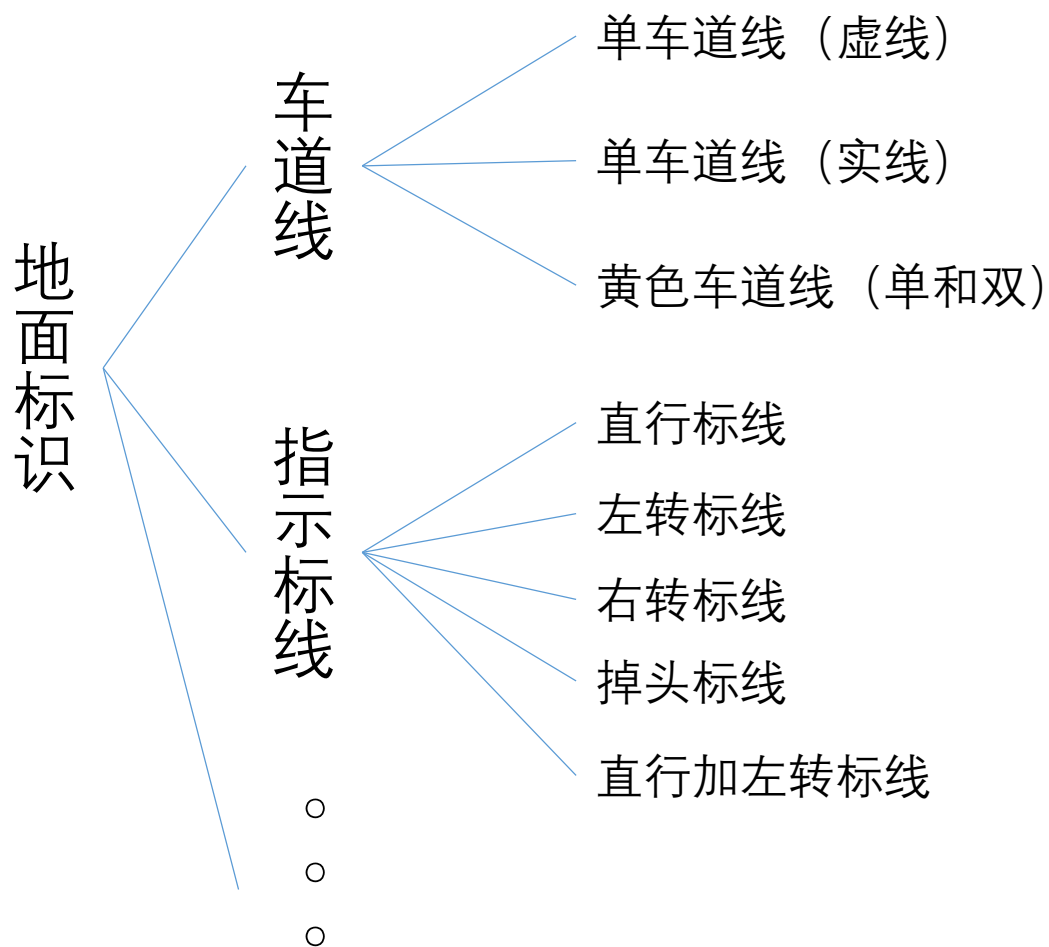 地面标识
车道线
单车道线（虚线）
单车道线（实线）
黄色车道线（单和双）
指示标线
直行标线
左转标线
右转标线
掉头标线
直行加左转标线
。
。
。